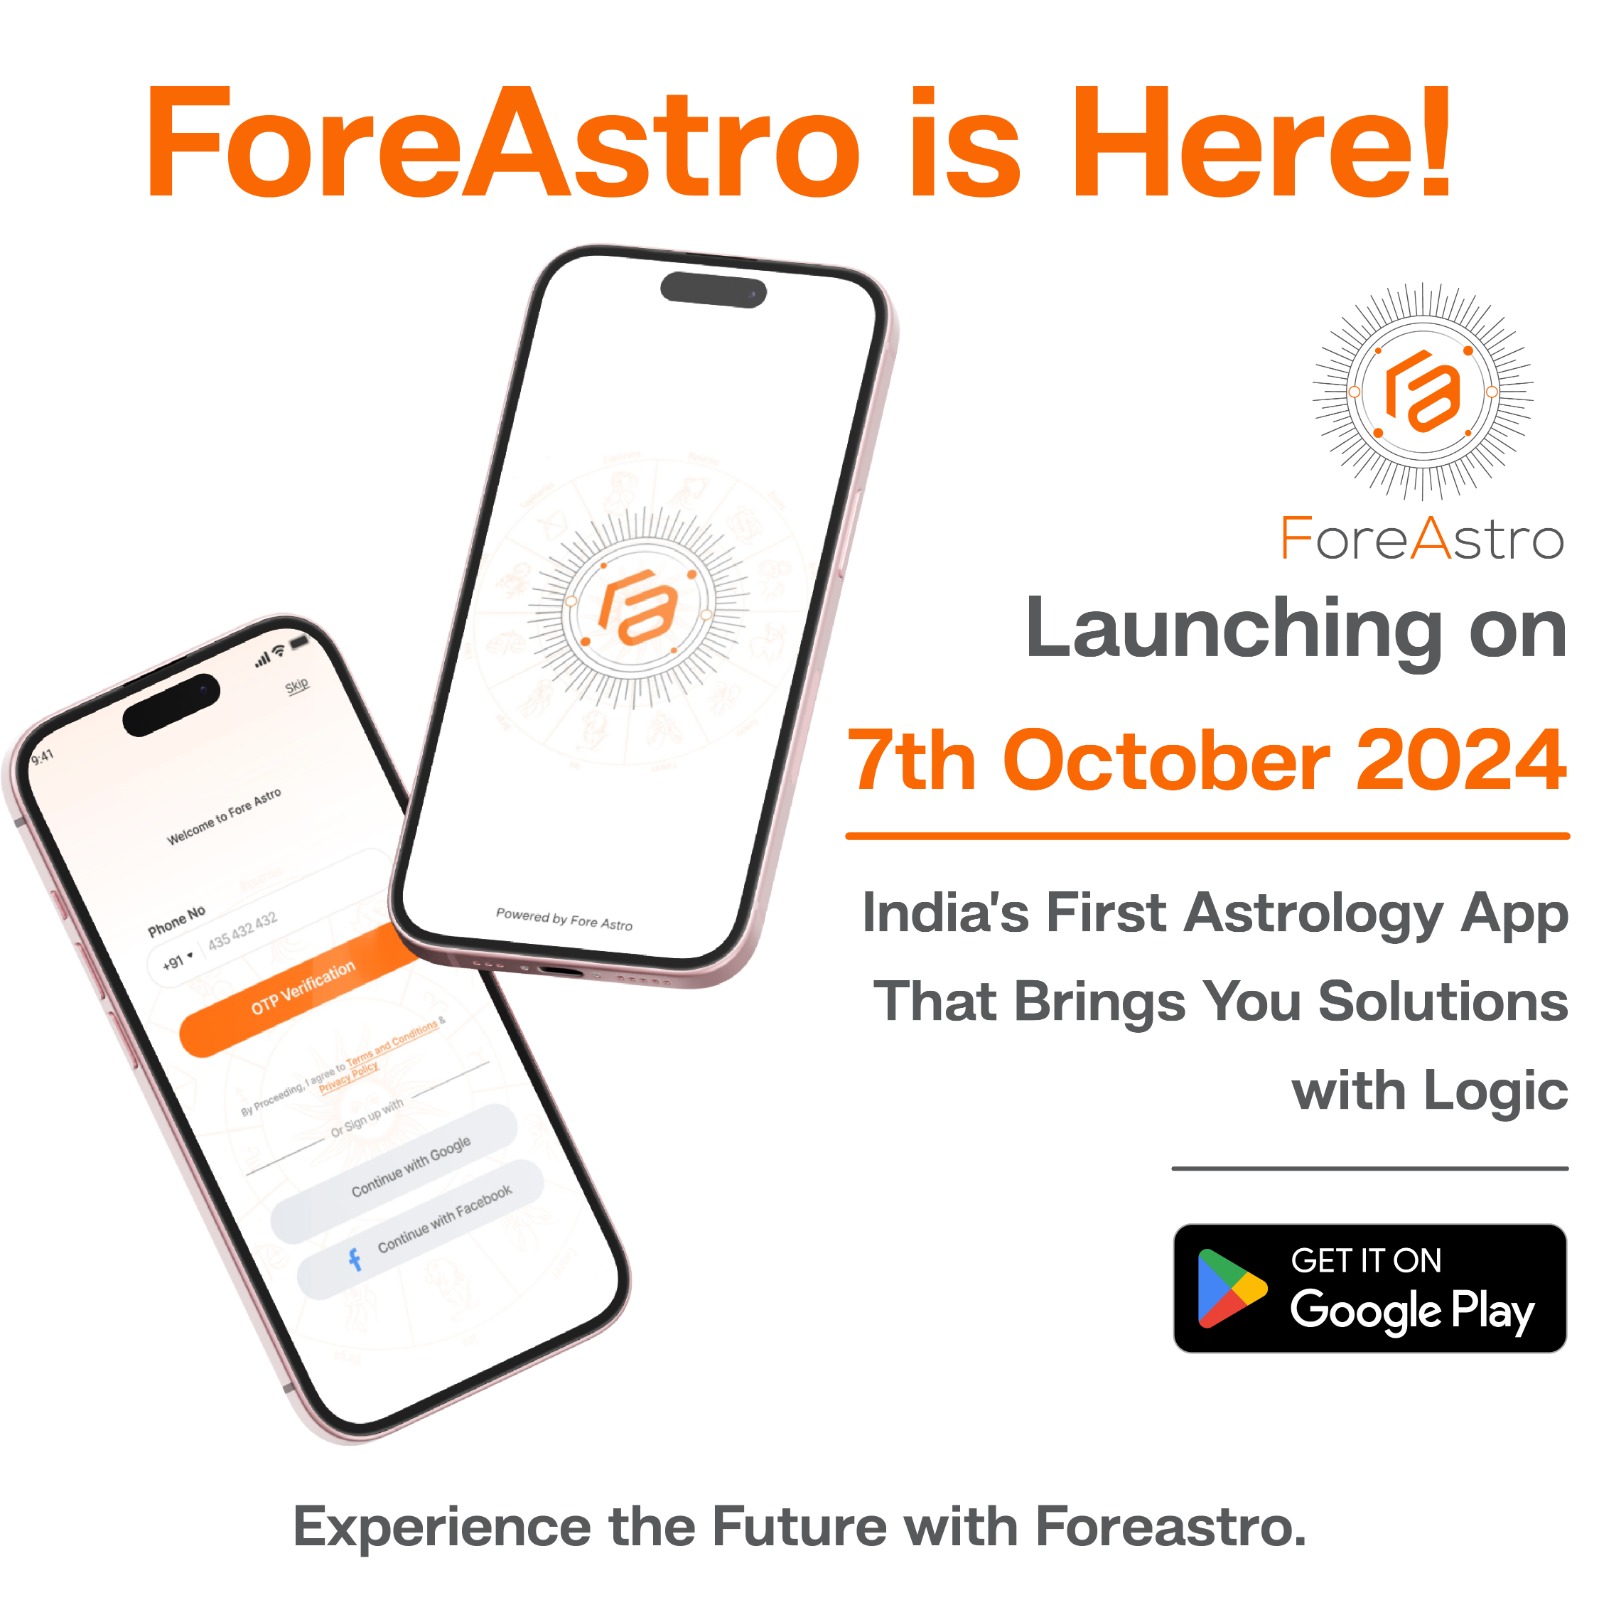 ForeAstro is Here!
ForeAstro
Launching on
7th October 2024
India's First Astrology App
That Brings You Solutions
with Logic
GET IT ON
Google Play
Powered by Fore Astro
9:41
Skip
Welcome to Fore Astro
Phone No
+91 435 432 432
OTP Verification
By Proceeding, I agree to Terms and Conditions &
Privacy Policy
Or Sign up with
Continue with Google
Continue with Facebook
Experience the Future with Foreastro.